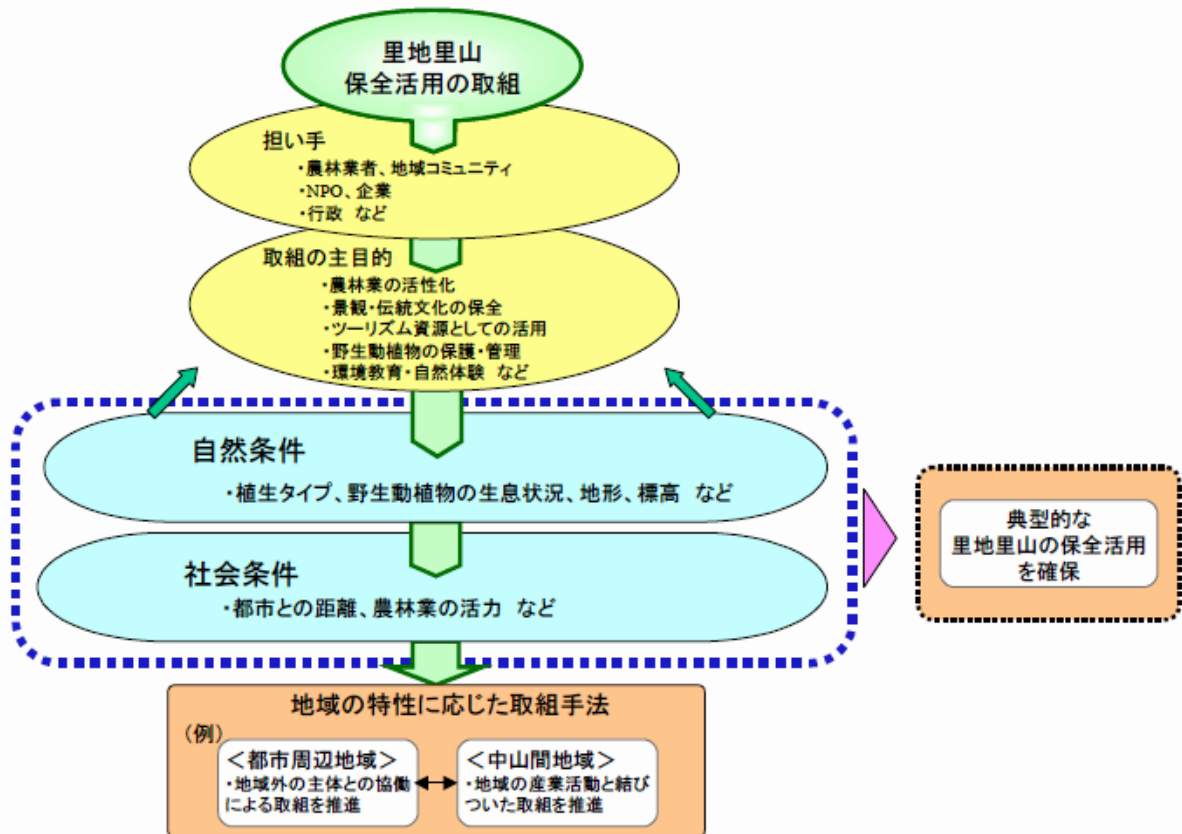 里地里山
保全活用の取組
担い手
・農林業者、地域コミュニティ
・NPO、企業
・行政 など
取組の主目的
・農林業の活性化
・景観・伝統文化の保全
・ツーリズム資源としての活用
・野生動植物の保護・管理
・環境教育・自然体験 など
自然条件
・植生タイプ、野生動植物の生息状況、地形、標高 など
社会条件
・都市との距離、農林業の活力 など
典型的な
里地里山の保全活用
を確保
地域の特性に応じた取組手法
(例)
＜都市周辺地域＞
・地域外の主体との協働
による取組を推進
＜中山間地域＞
・地域の産業活動と結び
ついた取組を推進